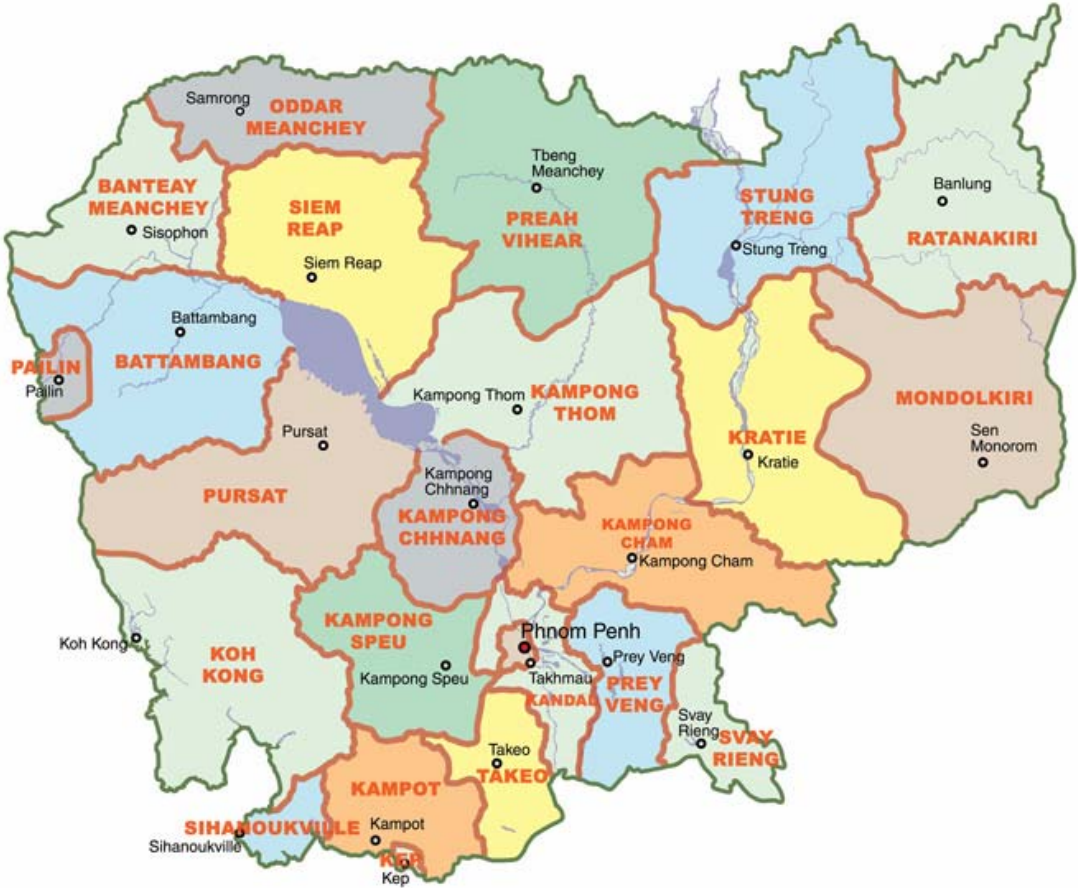 Samrong
ODDAR
MEANCHEY
Tbeng
Meanchey
BANTEAY
MEANCHEY
Sisophon
SIEM
REAP
Siem Reap
PREAH
VIHEAR
STUNG
TRENG
Stung Treng
Banlung
RATANAKIRI
Battambang
BATTAMBANG
PAILIN
Pailin
Kampong Thom
KAMPONG
THOM
MONDOLKIRI
Sen
Monorom
KRATIE
Kratie
Pursat
PURSAT
Kampong
Chhnang
KAMPONG
CHHNANG
KAMPONG
CHAM
Kampong Cham
Koh Kong
KOH
KONG
KAMPONG
SPEU
Kampong Speu
Phnom Penh
Takhmau
KANDAL
Prey Veng
PREY
VENG
Svay
Rieng
SVAY
RIENG
Takeo
TAKEO
KAMPOT
Kampot
SIHANOUKVILLE
Sihanoukville
KEP
Kep